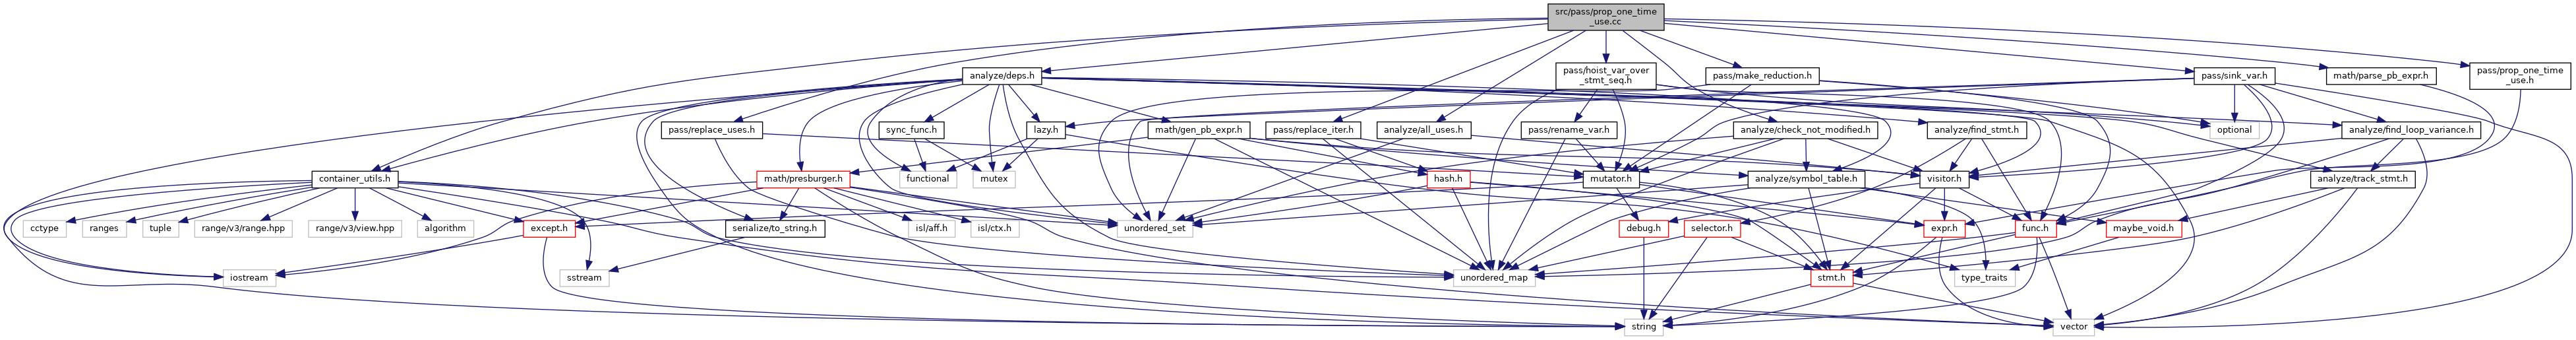 src/pass/prop_one_time
_use.cc
analyze/deps.h
pass/hoist_var_over
_stmt_seq.h
pass/make_reduction.h
pass/sink_var.h
math/parse_pb_expr.h
pass/prop_one_time
_use.h
pass/replace_uses.h
sync_func.h
lazy.h
math/gen_pb_expr.h
pass/replace_iter.h
analyze/all_uses.h
pass/rename_var.h
analyze/check_not_modified.h
analyze/find_stmt.h
optional
analyze/find_loop_variance.h
container_utils.h
math/presburger.h
functional
mutex
hash.h
mutator.h
analyze/symbol_table.h
visitor.h
analyze/track_stmt.h
cctype
ranges
tuple
range/v3/range.hpp
range/v3/view.hpp
algorithm
except.h
serialize/to_string.h
isl/aff.h
isl/ctx.h
unordered_set
debug.h
selector.h
expr.h
func.h
maybe_void.h
iostream
sstream
unordered_map
stmt.h
type_traits
string
vector